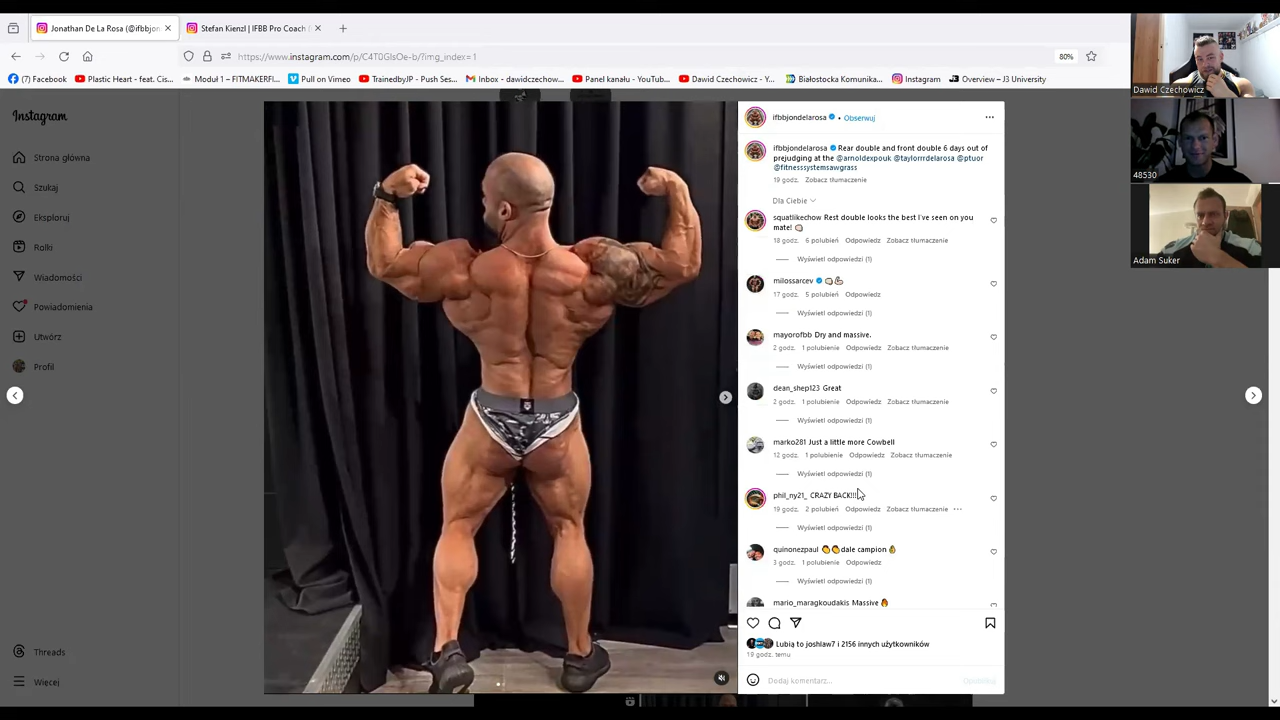 Jonathan De La Rosa (@ifbbjon
Stefan Kienzl | IFBB Pro Coach (
https://www.instagram.com/p/C4T0GlsOe-b/?img_index=1
80%
(7) Facebook
Plastic Heart - feat. Cis...
Moduł 1 – FITMAKERFI...
Pull on Vimeo
TrainedbyJP - Push Ses...
Inbox - dawidczechow...
Panel kanału - YouTub...
Dawid Czechowicz - Y...
Białostocka Komunika...
Instagram
Overview – J3 University
Dawid Czechowicz
48530
Adam Suker
Instagram
Strona główna
Szukaj
Eksploruj
Rolki
Wiadomości
Powiadomienia
Utwórz
Profil
Threads
Więcej
ifbbjondelarosa • Obserwuj
ifbbjondelarosa Rear double and front double 6 days out of
prejudging at the @arnoldexpouk @taylorrrdelarosa @ptuor
@fitnesssystemsawgrass
19 godz. Zobacz tłumaczenie
Dla Ciebie
squatlikechow Rest double looks the best I've seen on you
mate!
18 godz. 6 polubień Odpowiedz Zobacz tłumaczenie
Wyświetl odpowiedzi (1)
milossarcev
17 godz. 5 polubień Odpowiedz
Wyświetl odpowiedzi (1)
mayorofbb Dry and massive.
2 godz. 1 polubienie Odpowiedz Zobacz tłumaczenie
Wyświetl odpowiedzi (1)
dean_shep123 Great
2 godz. 1 polubienie Odpowiedz Zobacz tłumaczenie
Wyświetl odpowiedzi (1)
marko281 Just a little more Cowbell
12 godz. 1 polubienie Odpowiedz Zobacz tłumaczenie
Wyświetl odpowiedzi (1)
phil_ny21_ CRAZY BACK!!!
19 godz. 2 polubień Odpowiedz Zobacz tłumaczenie
Wyświetl odpowiedzi (1)
quinonezpaul 👏👏dale campion
3 godz. 1 polubienie Odpowiedz
Wyświetl odpowiedzi (1)
mario_maragkoudakis Massive
Lubią to joshlaw7 i 2156 innych użytkowników
19 godz. temu
Dodaj komentarz...
Opublikuj